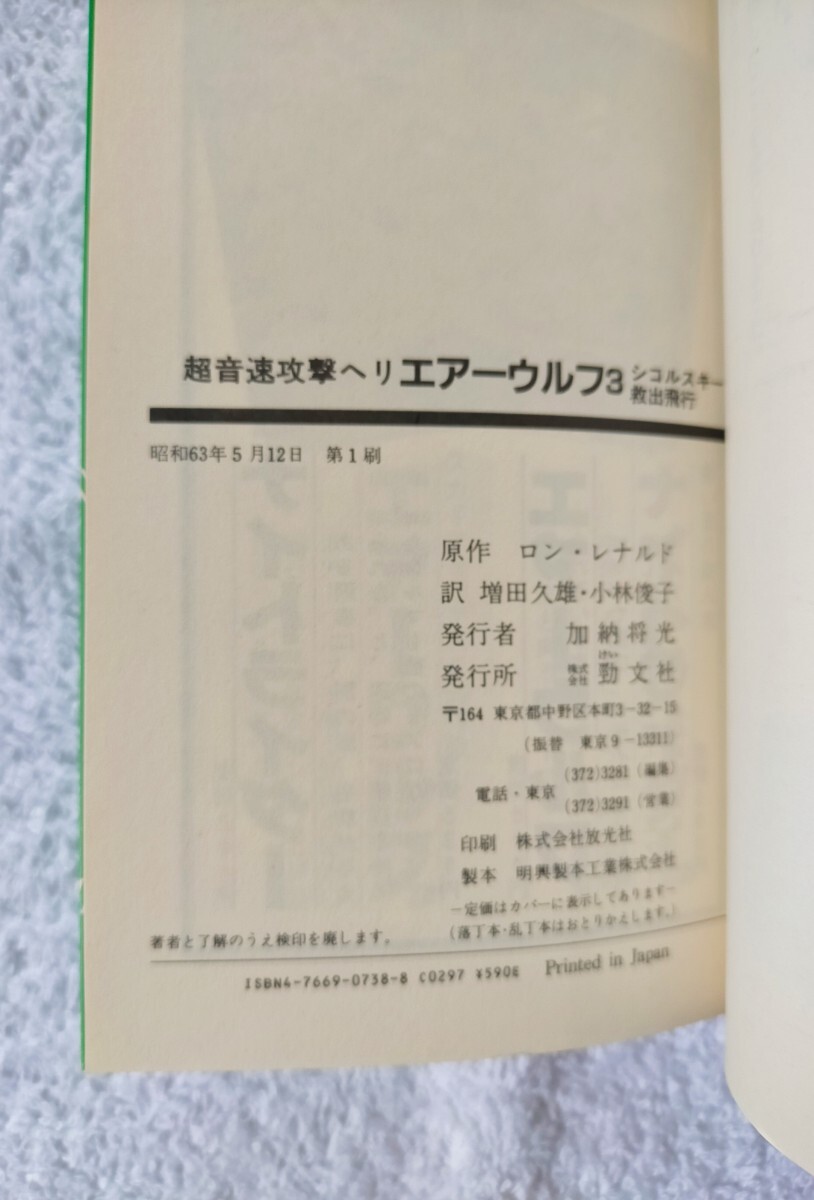 超音速攻撃ヘリエアーウルフ3 シコルスキー
救出飛行
昭和63年5月12日 第1刷
原作 ロン・レナルド
訳 増田久雄・小林俊子
発行者 加納将光
けい
発行所 株式会社 勁文社
〒164 東京都中野区本町3-32-15
(振替 東京9-13311)
電話・東京 (372)3281(編集)
(372)3291(営業)
印刷 株式会社放光社
製本 明興製本工業株式会社
-定価はカバーに表示してあります-
(落丁本・乱丁本はおとりかえします。)
著者と了解のうえ検印を廃します。
ISBN4-7669-0738-8 C0297 ¥590E Printed in Japan